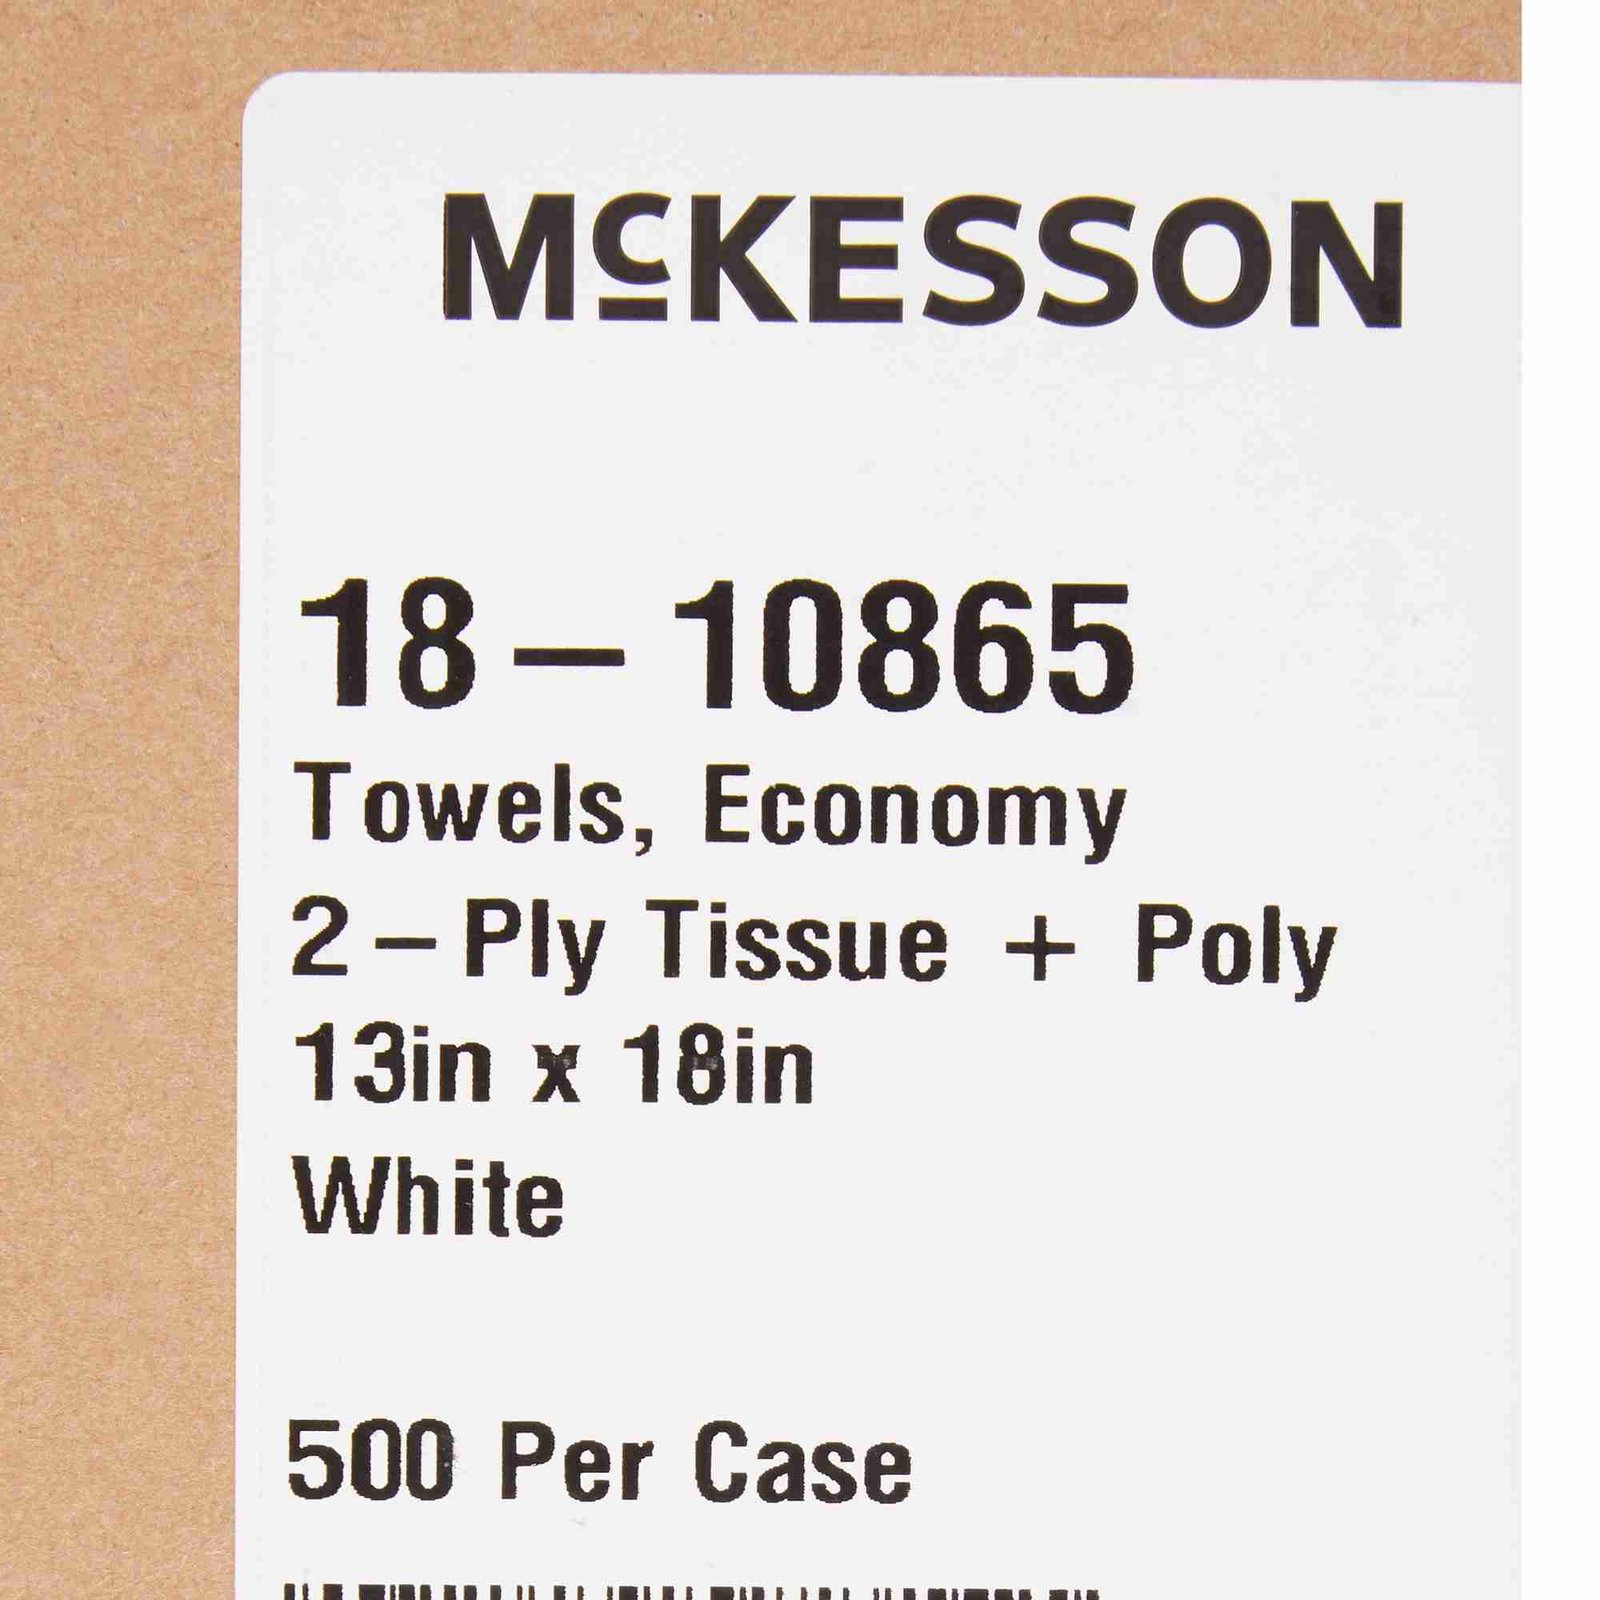 McKESSON
18-10865
Towels, Economy
2-Ply Tissue + Poly
13in x 18in
White
500 Per Case